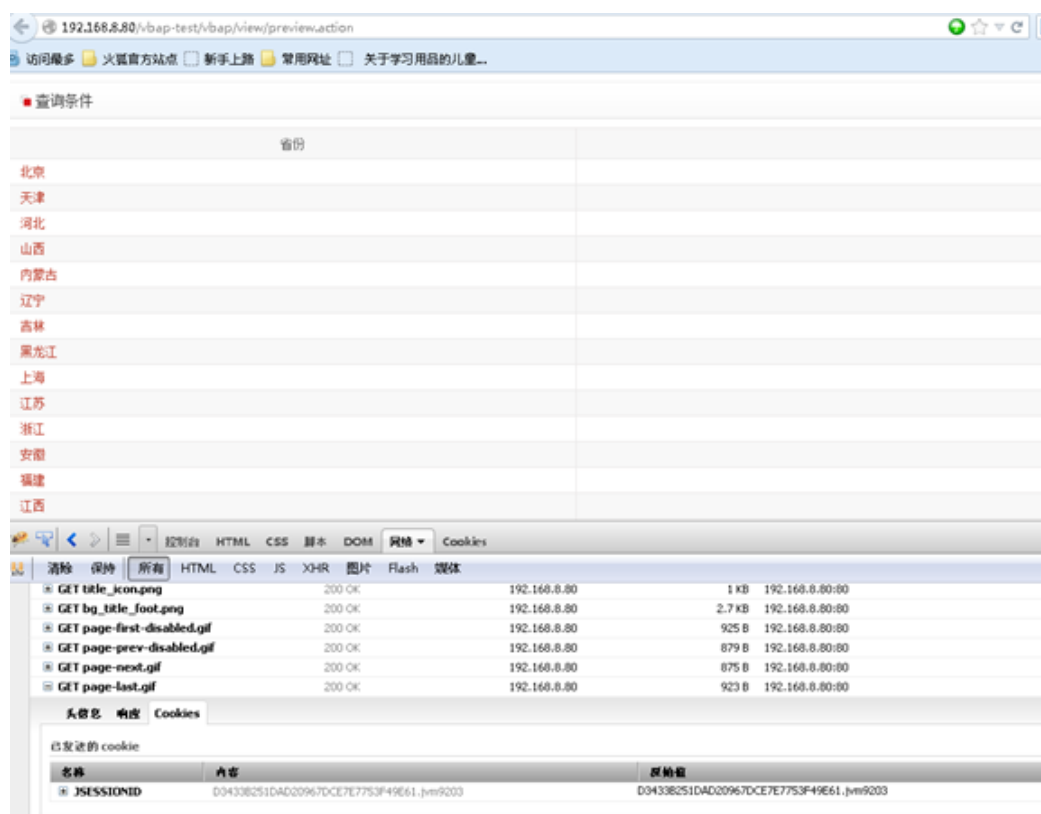 192.168.8.80/vbap-test/vbap/view/preview.action
访问最多 火狐官方站点 新手上路 常用网址 关于学习用品的儿童...
查询条件
省份
北京
天津
河北
山西
内蒙古
辽宁
吉林
黑龙江
上海
江苏
浙江
安徽
福建
江西
控制台 HTML CSS 脚本 DOM 网络 Cookies
清除 保持 所有 HTML CSS JS XHR 图片 Flash 媒体
GET title_icon.png 200 OK 192.168.8.80 1 KB 192.168.8.80:80
GET bg_title_foot.png 200 OK 192.168.8.80 2.7 KB 192.168.8.80:80
GET page-first-disabled.gif 200 OK 192.168.8.80 925 B 192.168.8.80:80
GET page-prev-disabled.gif 200 OK 192.168.8.80 879 B 192.168.8.80:80
GET page-next.gif 200 OK 192.168.8.80 875 B 192.168.8.80:80
GET page-last.gif 200 OK 192.168.8.80 923 B 192.168.8.80:80
头信息 响应 Cookies
已发送的 cookie
名称 内容 原始值
JSESSIONID D3433B251DAD20967DCE7E7753F49E61.jvm9203 D3433B251DAD20967DCE7E7753F49E61.jvm9203